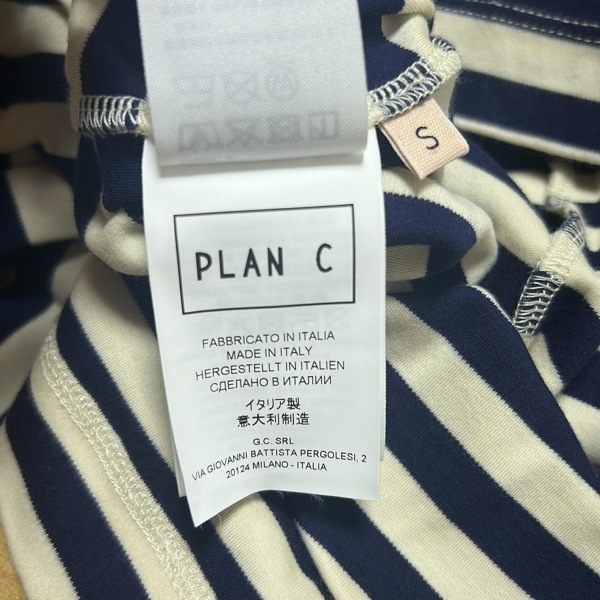 S
PLAN C
FABBRICATO IN ITALIA
MADE IN ITALY
HERGESTELLT IN ITALIEN
СДЕЛАНО В ИТАЛИИ
イタリア製
意大利制造
G.C. SRL
VIA GIOVANNI BATTISTA PERGOLESI, 2
20124 MILANO - ITALIA